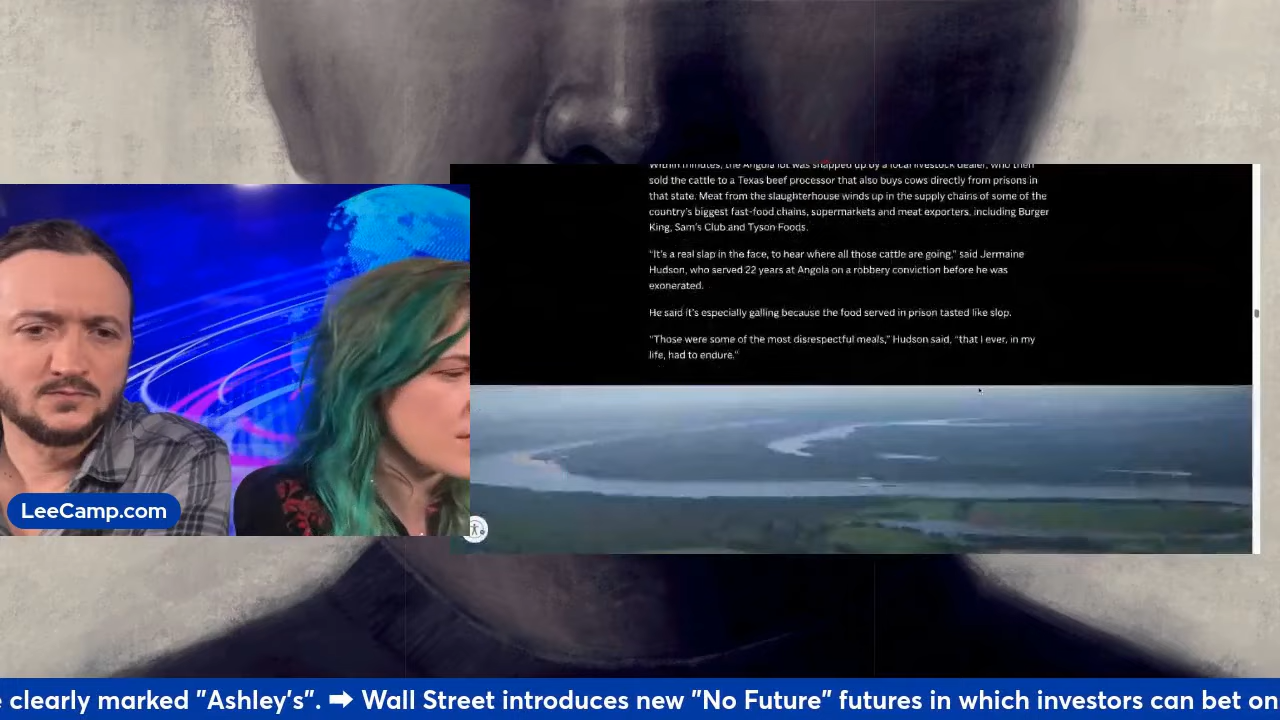 Within minutes, the Angola lot was snapped up by a local livestock dealer, who then
sold the cattle to a Texas beef processor that also buys cows directly from prisons in
that state. Meat from the slaughterhouse winds up in the supply chains of some of the
country's biggest fast-food chains, supermarkets and meat exporters, including Burger
King, Sam's Club and Tyson Foods.
"It's a real slap in the face, to hear where all those cattle are going," said Jermaine
Hudson, who served 22 years at Angola on a robbery conviction before he was
exonerated.
He said it's especially galling because the food served in prison tasted like slop.
"Those were some of the most disrespectful meals," Hudson said, "that I ever, in my
life, had to endure."
LeeCamp.com
e clearly marked "Ashley's". ➡ Wall Street introduces new "No Future" futures in which investors can bet on